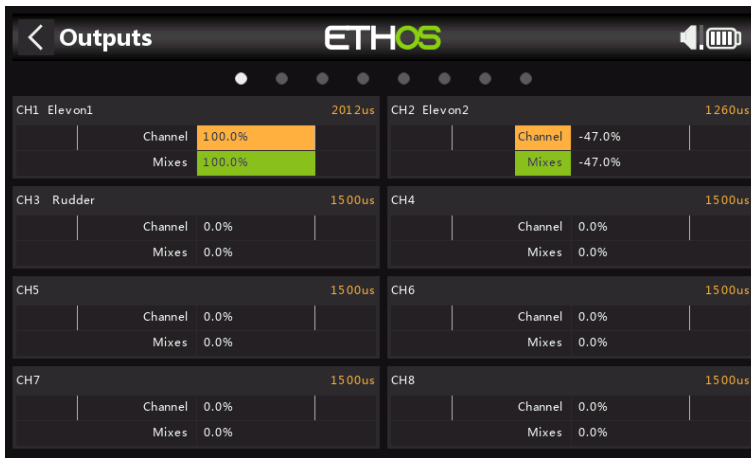 Outputs
ETHOS
CH1 Elevon1 2012us
Channel 100.0%
Mixes 100.0%
CH2 Elevon2 1260us
Channel -47.0%
Mixes -47.0%
CH3 Rudder 1500us
Channel 0.0%
Mixes 0.0%
CH4 1500us
Channel 0.0%
Mixes 0.0%
CH5 1500us
Channel 0.0%
Mixes 0.0%
CH6 1500us
Channel 0.0%
Mixes 0.0%
CH7 1500us
Channel 0.0%
Mixes 0.0%
CH8 1500us
Channel 0.0%
Mixes 0.0%